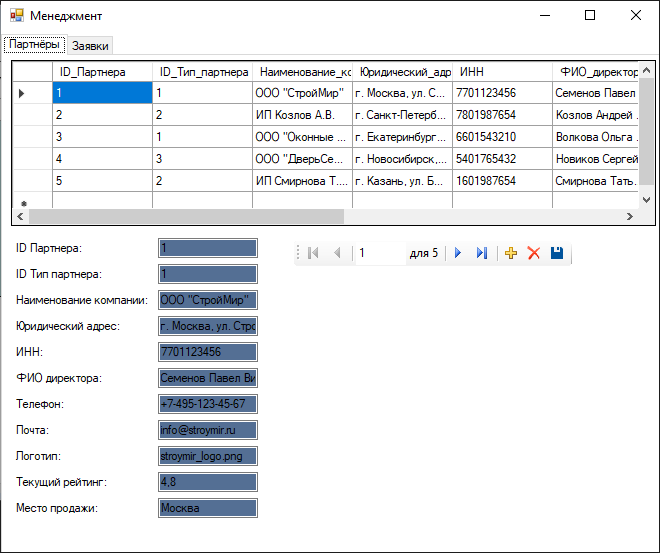 Менеджмент
Партнёры Заявки
ID_Партнера ID_Тип_партнера Наименование_ко Юридический_адр ИНН ФИО_директор
1 1 ООО "СтройМир" г. Москва, ул. С... 7701123456 Семенов Павел
2 2 ИП Козлов А.В. г. Санкт-Петерб... 7801987654 Козлов Андрей
3 1 ООО "Оконные ... г. Екатеринбург... 6601543210 Волкова Ольга
4 3 ООО "ДверьСе... г. Новосибирск,... 5401765432 Новиков Сергей
5 2 ИП Смирнова Т.... г. Казань, ул. Б... 1601987654 Смирнова Тать
ID Партнера: 1
1 для 5
ID Тип партнера: 1
Наименование компании: ООО "СтройМир"
Юридический адрес: г. Москва, ул. Стро
ИНН: 7701123456
ФИО директора: Семенов Павел Ви
Телефон: +7-495-123-45-67
Почта: info@stroymir.ru
Логотип: stroymir_logo.png
Текущий рейтинг: 4,8
Место продажи: Москва